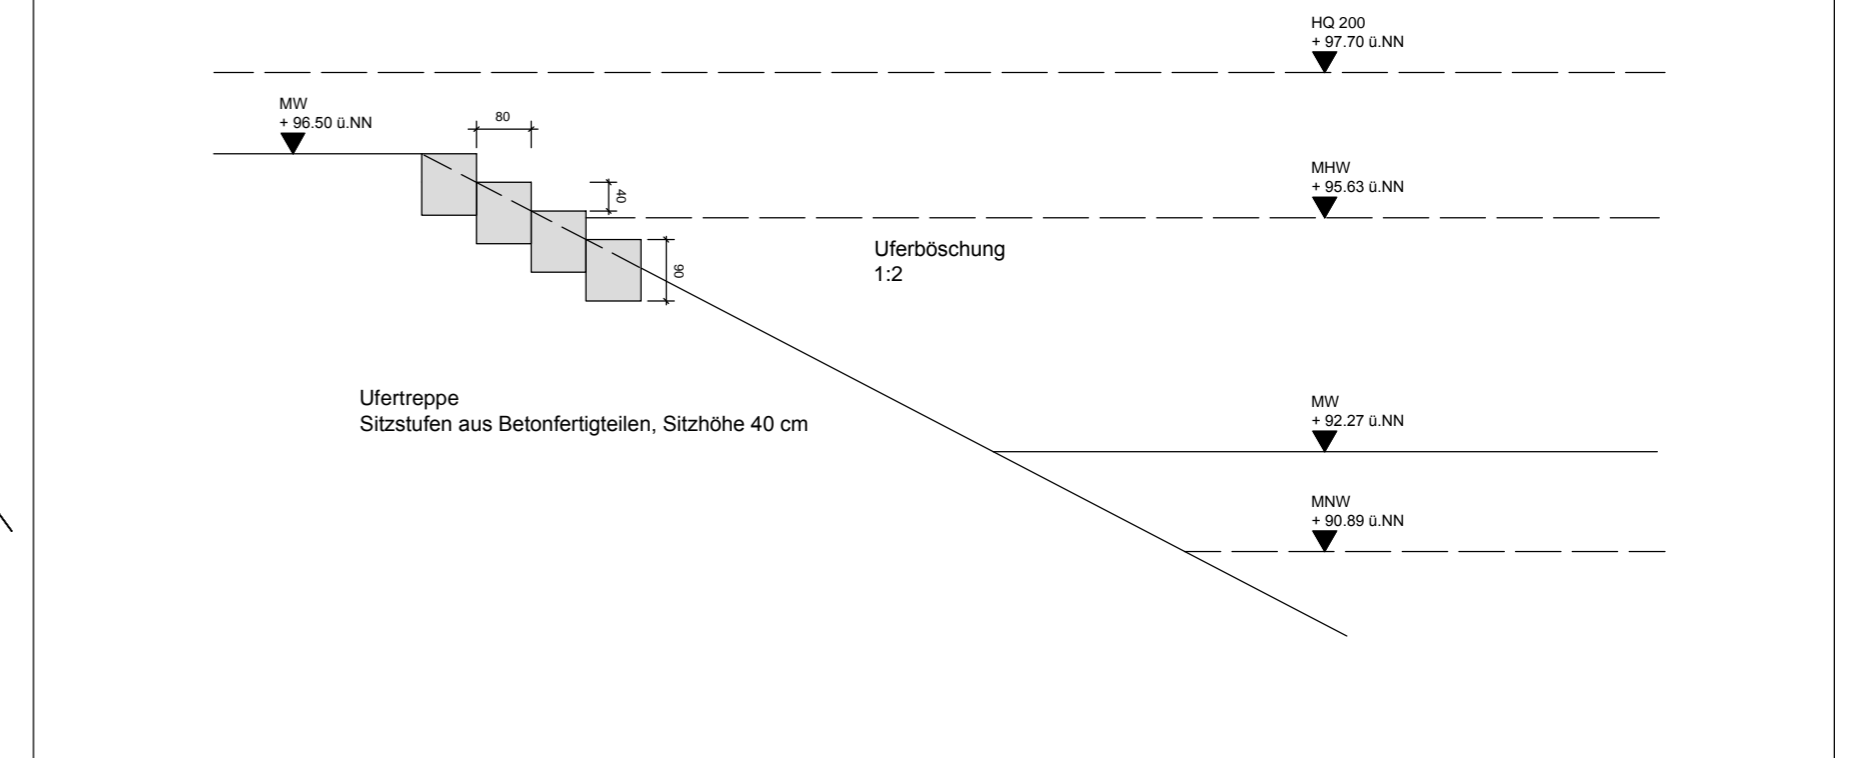 HQ 200
+ 97.70 ü.NN
MW
+ 96.50 ü.NN
80
40
MHW
+ 95.63 ü.NN
Uferböschung
1:2
90
Ufertreppe
Sitzstufen aus Betonfertigteilen, Sitzhöhe 40 cm
MW
+ 92.27 ü.NN
MNW
+ 90.89 ü.NN